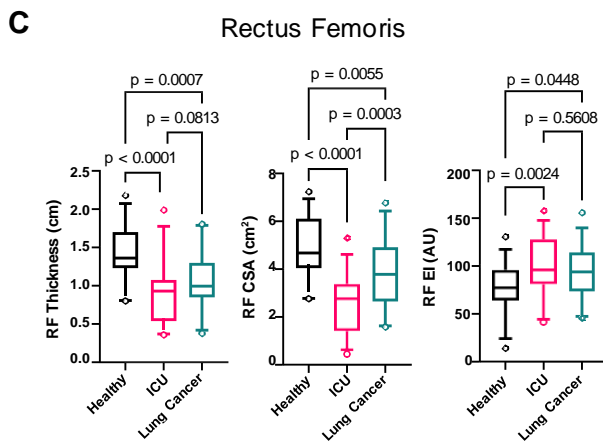 C
Rectus Femoris
p = 0.0007
p = 0.0813
p < 0.0001
RF Thickness (cm)
2.5
2.0
1.5
1.0
0.5
0.0
Healthy
ICU
Lung Cancer
p = 0.0055
p = 0.0003
p < 0.0001
RF CSA (cm²)
8
6
4
2
0
Healthy
ICU
Lung Cancer
p = 0.0448
p = 0.5608
p = 0.0024
RF EI (AU)
200
150
100
50
0
Healthy
ICU
Lung Cancer